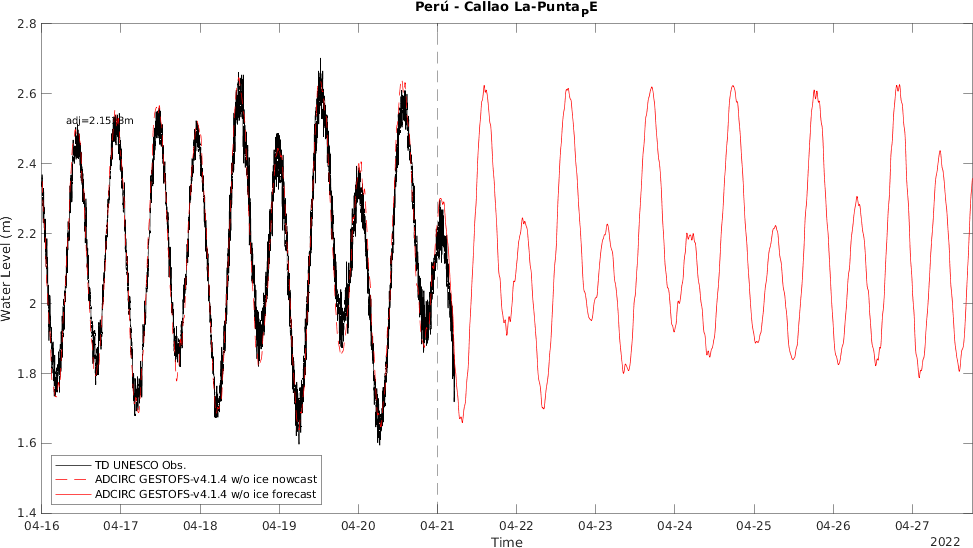 Perú - Callao La-Punta_PE
2.8
2.6
2.4
2.2
2
1.8
1.6
1.4
Water Level (m)
TD UNESCO Obs.
ADCIRC GESTOFS-v4.1.4 w/o ice nowcast
ADCIRC GESTOFS-v4.1.4 w/o ice forecast
04-16 04-17 04-18 04-19 04-20 04-21 04-22 04-23 04-24 04-25 04-26 04-27
Time
2022